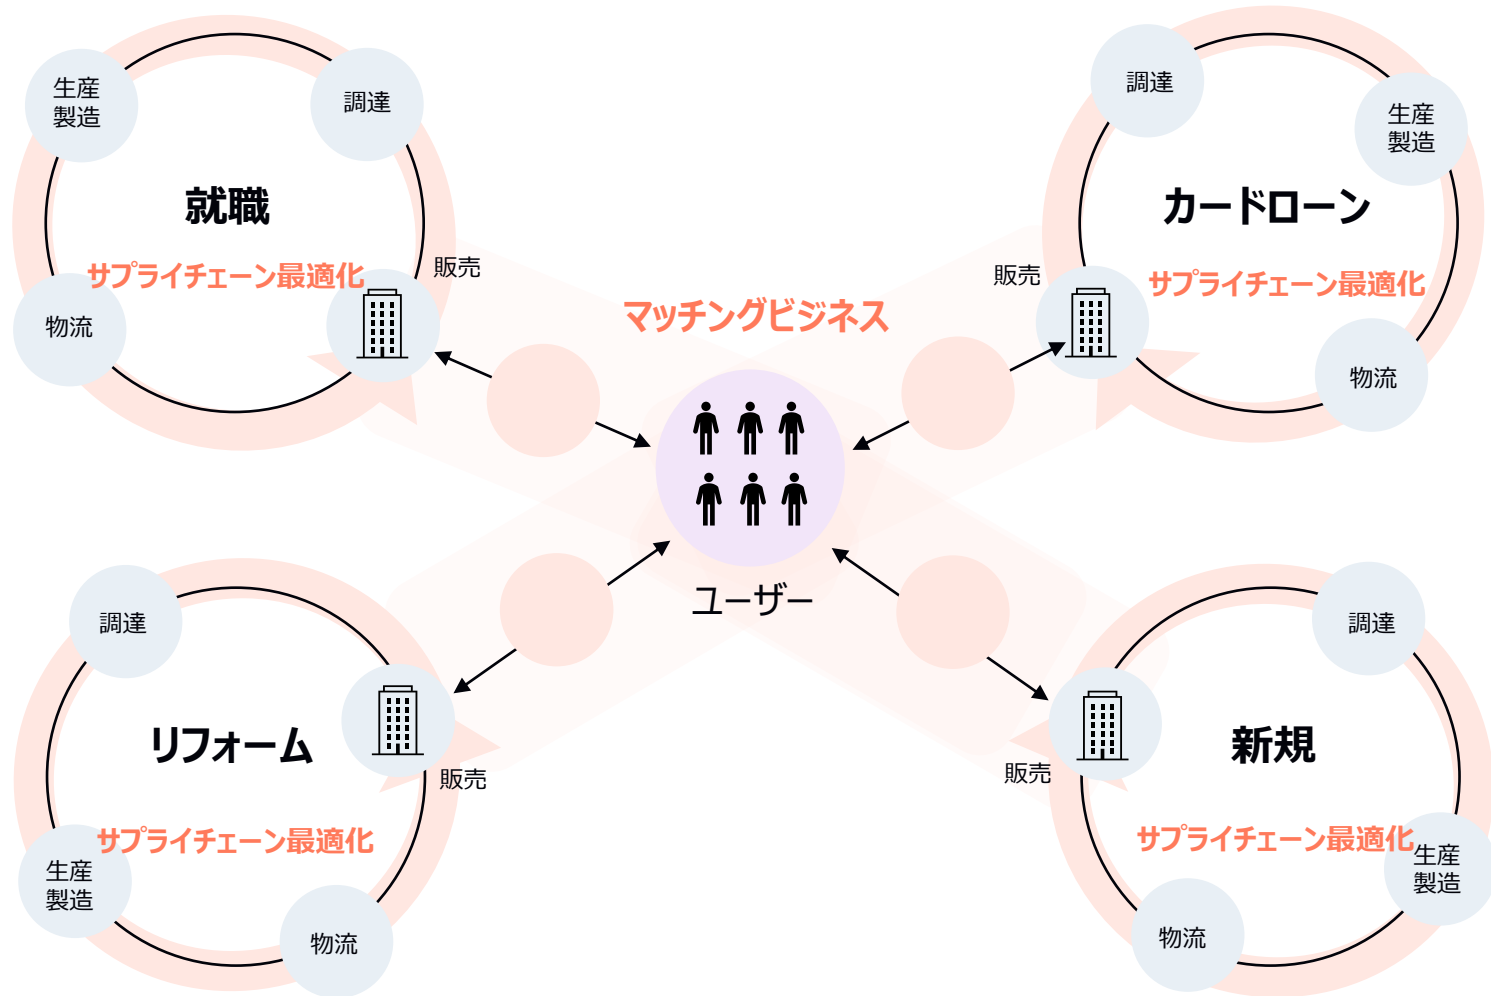 生産
製造
調達
就職
サプライチェーン最適化
物流
販売
調達
生産
製造
カードローン
販売
サプライチェーン最適化
物流
マッチングビジネス
ユーザー
調達
リフォーム
販売
サプライチェーン最適化
生産
製造
物流
調達
新規
販売
サプライチェーン最適化
生産
製造
物流